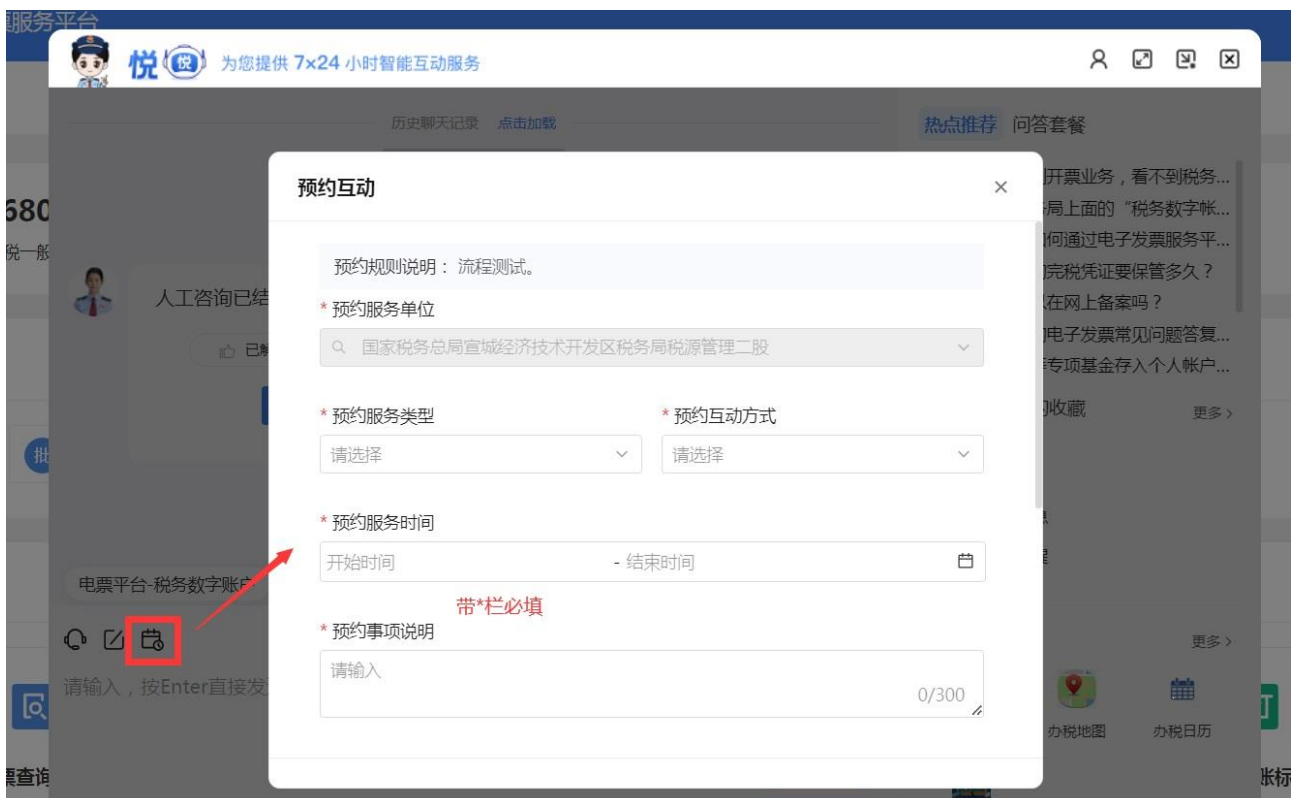 票服务平台
悦 悦 为您提供 7×24 小时智能互动服务
历史聊天记录 点击加载
热点推荐 问答套餐
预约互动
开票业务，看不到税务...
局上面的“税务数字帐...
何通过电子发票服务平...
完税凭证要保管多久？
在网上备案吗？
电子发票常见问题答复...
专项基金存入个人帐户...
收藏
更多
680
税一般
人工咨询已结
已解
预约规则说明： 流程测试。
* 预约服务单位
国家税务总局宣城经济技术开发区税务局税源管理二股
* 预约服务类型
* 预约互动方式
请选择
请选择
批
* 预约服务时间
开始时间 - 结束时间
电票平台-税务数字账户
带*栏必填
* 预约事项说明
请输入
0/300
请输入，按Enter直接发
更多
办税地图
办税日历
票查询
账标